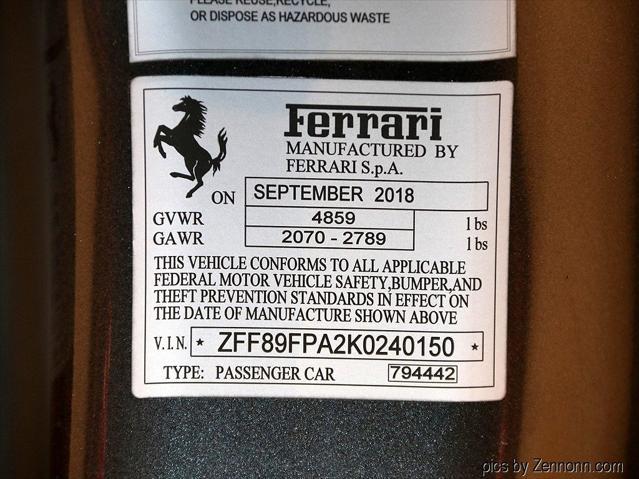 PLEASE REUSE,RECYCLE,
OR DISPOSE AS HAZARDOUS WASTE
Ferrari
MANUFACTURED BY
FERRARI S.p.A.
ON SEPTEMBER 2018
GVWR 4859 lbs
GAWR 2070 - 2789 lbs
THIS VEHICLE CONFORMS TO ALL APPLICABLE
FEDERAL MOTOR VEHICLE SAFETY,BUMPER,AND
THEFT PREVENTION STANDARDS IN EFFECT ON
THE DATE OF MANUFACTURE SHOWN ABOVE
V.I.N. * ZFF89FPA2K0240150 *
TYPE: PASSENGER CAR 794442
pics by Zennonn.com